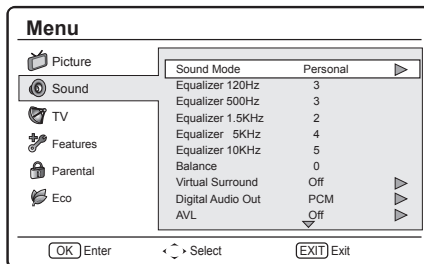 Menu
Picture
Sound
TV
Features
Parental
Eco
Sound Mode Personal
Equalizer 120Hz 3
Equalizer 500Hz 3
Equalizer 1.5KHz 2
Equalizer 5KHz 4
Equalizer 10KHz 5
Balance 0
Virtual Surround Off
Digital Audio Out PCM
AVL Off
OK Enter Select EXIT Exit